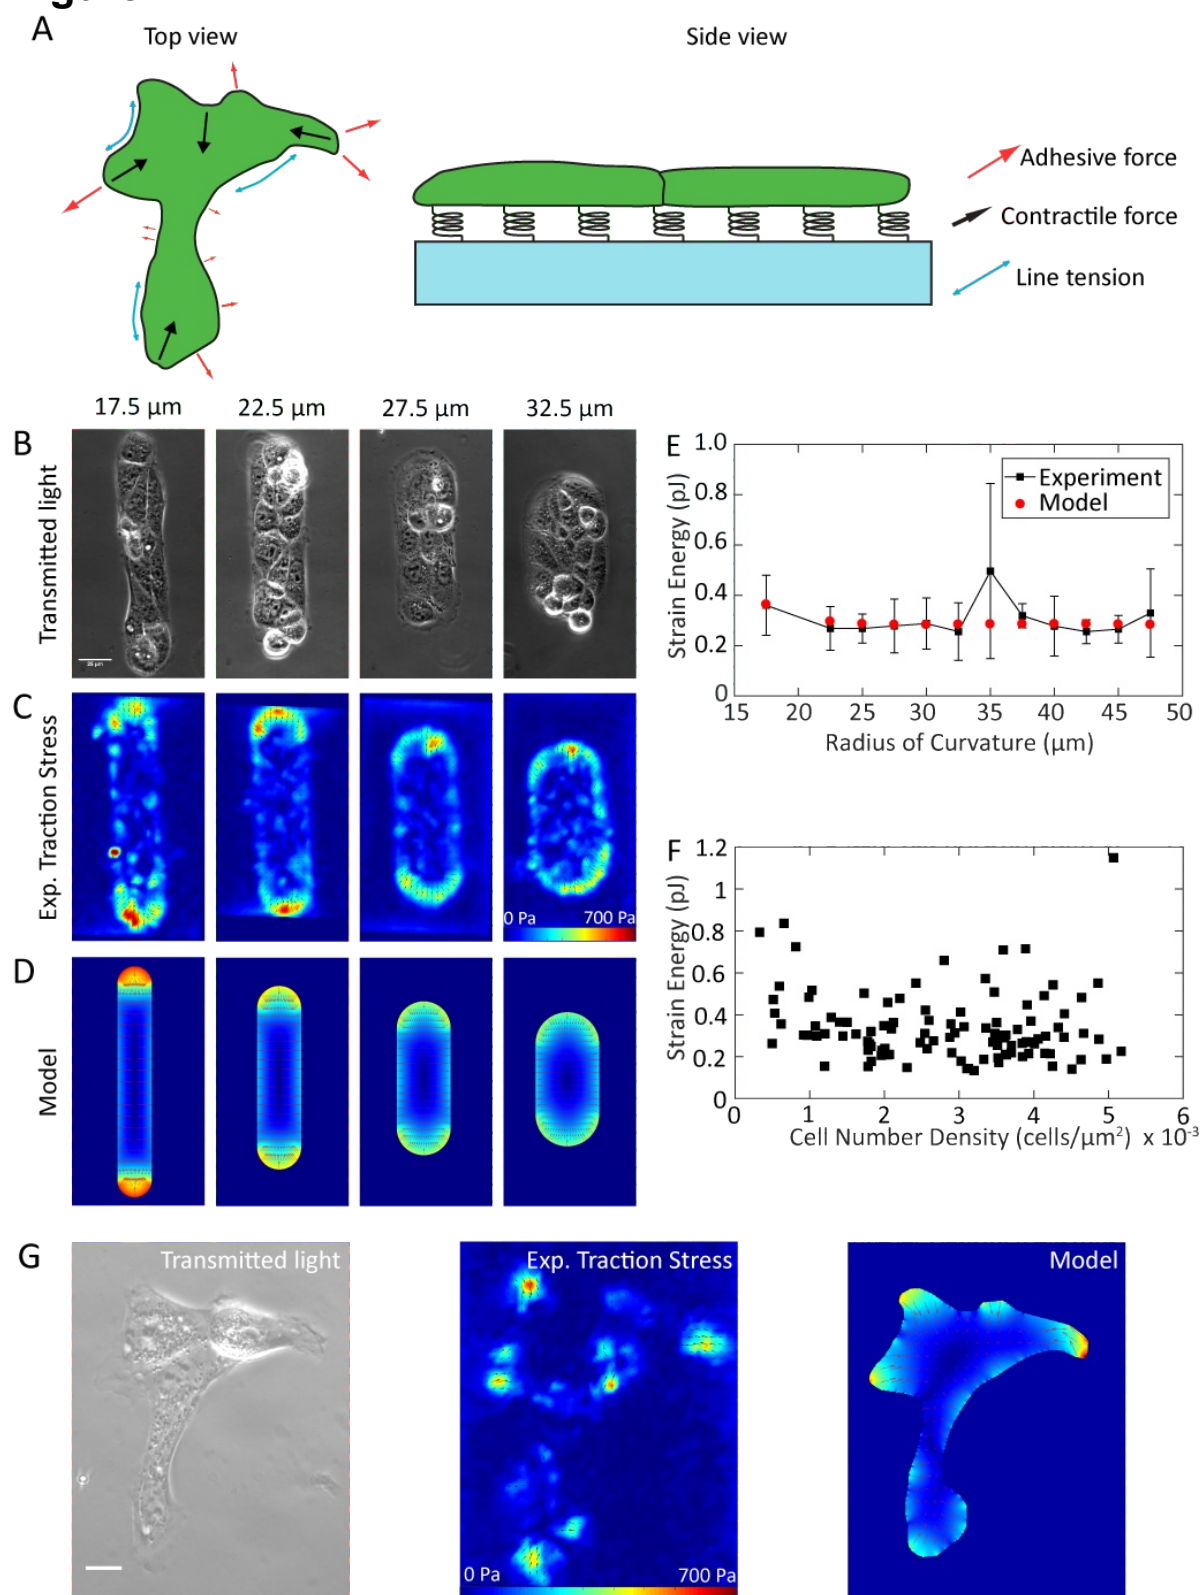 A
Top view
Side view
Adhesive force
Contractile force
Line tension
17.5 µm
22.5 µm
27.5 µm
32.5 µm
B
Transmitted light
25 µm
C
Exp. Traction Stress
0 Pa
700 Pa
D
Model
E
Strain Energy (pJ)
1.0
0.8
0.6
0.4
0.2
0
Experiment
Model
15
20
25
30
35
40
45
50
Radius of Curvature (µm)
F
Strain Energy (pJ)
1.2
1
0.8
0.6
0.4
0.2
0
0
1
2
3
4
5
6
Cell Number Density (cells/µm²) x 10⁻³
G
Transmitted light
Exp. Traction Stress
0 Pa
700 Pa
Model